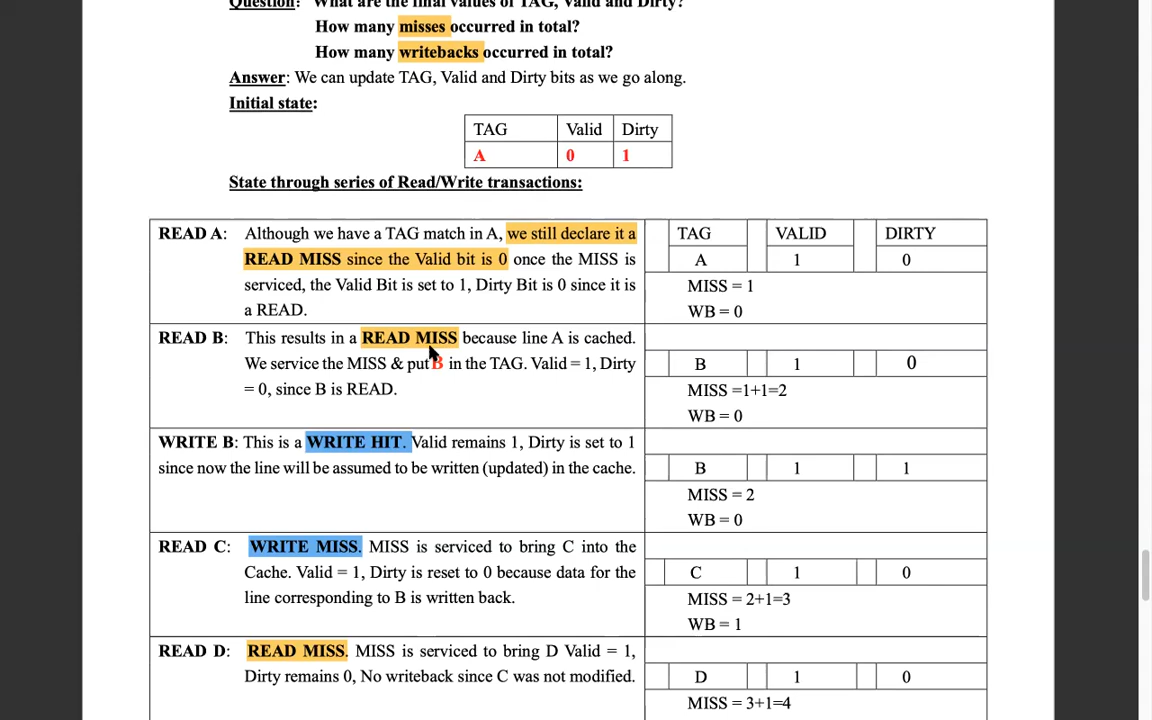 Question: What are the final values of TAG, Valid and Dirty?
How many misses occurred in total?
How many writebacks occurred in total?
Answer: We can update TAG, Valid and Dirty bits as we go along.
Initial state:
TAG Valid Dirty
A 0 1
State through series of Read/Write transactions:
READ A: Although we have a TAG match in A, we still declare it a
READ MISS since the Valid bit is 0 once the MISS is
serviced, the Valid Bit is set to 1, Dirty Bit is 0 since it is
a READ.
TAG VALID DIRTY
A 1 0
MISS = 1
WB = 0
READ B: This results in a READ MISS because line A is cached.
We service the MISS & put B in the TAG. Valid = 1, Dirty
= 0, since B is READ.
B 1 0
MISS =1+1=2
WB = 0
WRITE B: This is a WRITE HIT. Valid remains 1, Dirty is set to 1
since now the line will be assumed to be written (updated) in the cache.
B 1 1
MISS = 2
WB = 0
READ C: WRITE MISS. MISS is serviced to bring C into the
Cache. Valid = 1, Dirty is reset to 0 because data for the
line corresponding to B is written back.
C 1 0
MISS = 2+1=3
WB = 1
READ D: READ MISS. MISS is serviced to bring D Valid = 1,
Dirty remains 0, No writeback since C was not modified.
D 1 0
MISS = 3+1=4